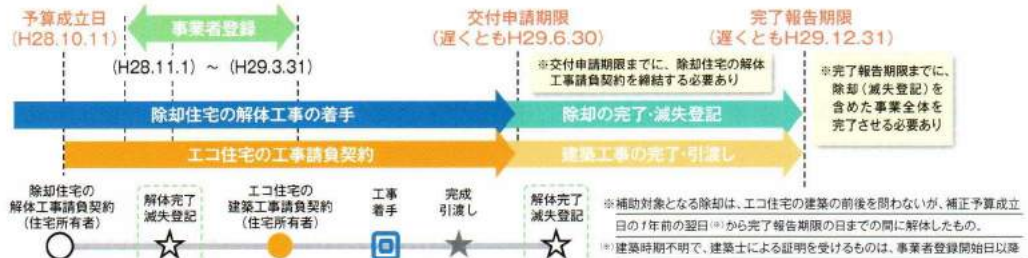 予算成立日
(H28.10.11)
事業者登録
(H28.11.1) ～ (H29.3.31)
交付申請期限
(遅くともH29.6.30)
※交付申請期限までに、除却住宅の解体
工事請負契約を締結する必要あり
完了報告期限
(遅くともH29.12.31)
※完了報告期限までに、
除却(滅失登記)を
含めた事業全体を
完了させる必要あり
除却住宅の解体工事の着手
除却の完了・滅失登記
エコ住宅の工事請負契約
建築工事の完了・引渡し
除却住宅の
解体工事請負契約
(住宅所有者)
解体完了
滅失登記
エコ住宅の
建築工事請負契約
(住宅所有者)
工事
着手
完成
引渡し
解体完了
滅失登記
※補助対象となる除却は、エコ住宅の建築の前後を問わないが、補正予算成立
日の1年前の翌日(※)から完了報告期限の日までの間に解体したもの。
(※)建築時期不明で、建築士による証明を受けるものは、事業者登録開始日以降